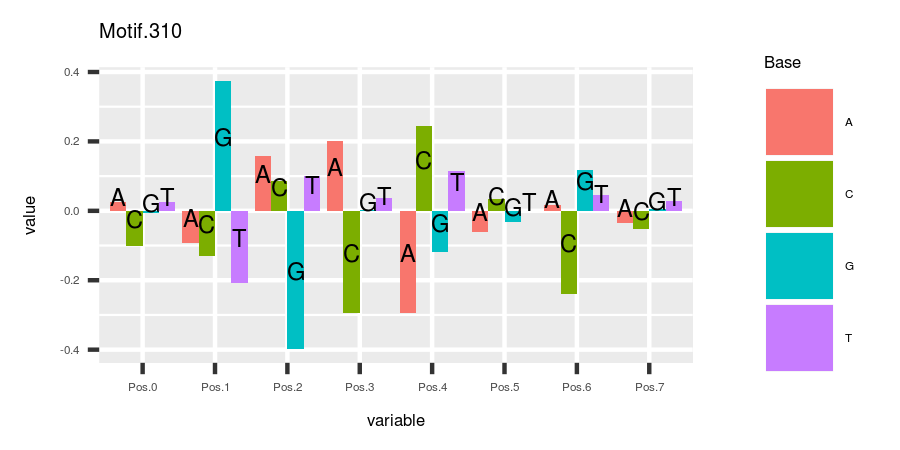 Motif.310
Base
0.4
0.2
0.0
-0.2
-0.4
value
A C G T
A C G T
A C G T
A C G T
A C G T
A C G T
A C G T
A C G T
Pos.0 Pos.1 Pos.2 Pos.3 Pos.4 Pos.5 Pos.6 Pos.7
variable
A
C
G
T